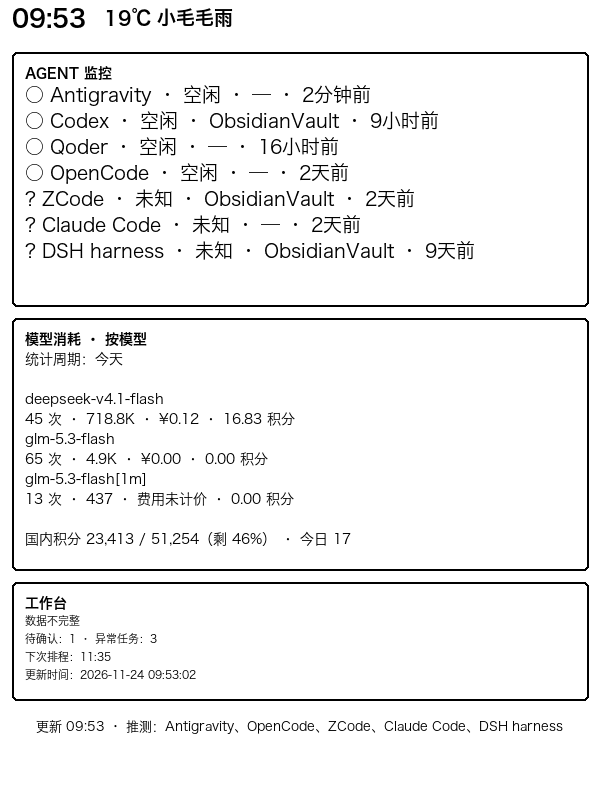 09:53 19℃ 小毛毛雨
AGENT 监控
○ Antigravity · 空闲 · — · 2分钟前
○ Codex · 空闲 · ObsidianVault · 9小时前
○ Qoder · 空闲 · — · 16小时前
○ OpenCode · 空闲 · — · 2天前
? ZCode · 未知 · ObsidianVault · 2天前
? Claude Code · 未知 · — · 2天前
? DSH harness · 未知 · ObsidianVault · 9天前
模型消耗 · 按模型
统计周期：今天
deepseek-v4.1-flash
45 次 · 718.8K · ¥0.12 · 16.83 积分
glm-5.3-flash
65 次 · 4.9K · ¥0.00 · 0.00 积分
glm-5.3-flash[1m]
13 次 · 437 · 费用未计价 · 0.00 积分
国内积分 23,413 / 51,254（剩 46%） · 今日 17
工作台
数据不完整
待确认：1 · 异常任务：3
下次排程：11:35
更新时间：2026-11-24 09:53:02
更新 09:53 · 推测：Antigravity、OpenCode、ZCode、Claude Code、DSH harness